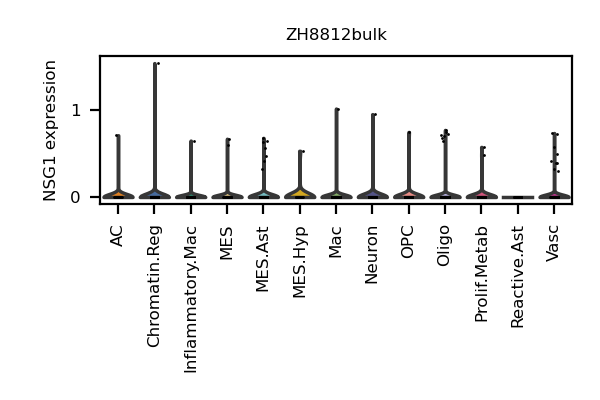 ZH8812bulk
NSG1 expression
1
0
AC
Chromatin.Reg
Inflammatory.Mac
MES
MES.Ast
MES.Hyp
Mac
Neuron
OPC
Oligo
Prolif.Metab
Reactive.Ast
Vasc